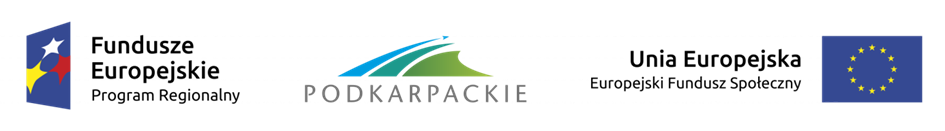 Fundusze
Europejskie
Program Regionalny
PODKARPACKIE
Unia Europejska
Europejski Fundusz Społeczny